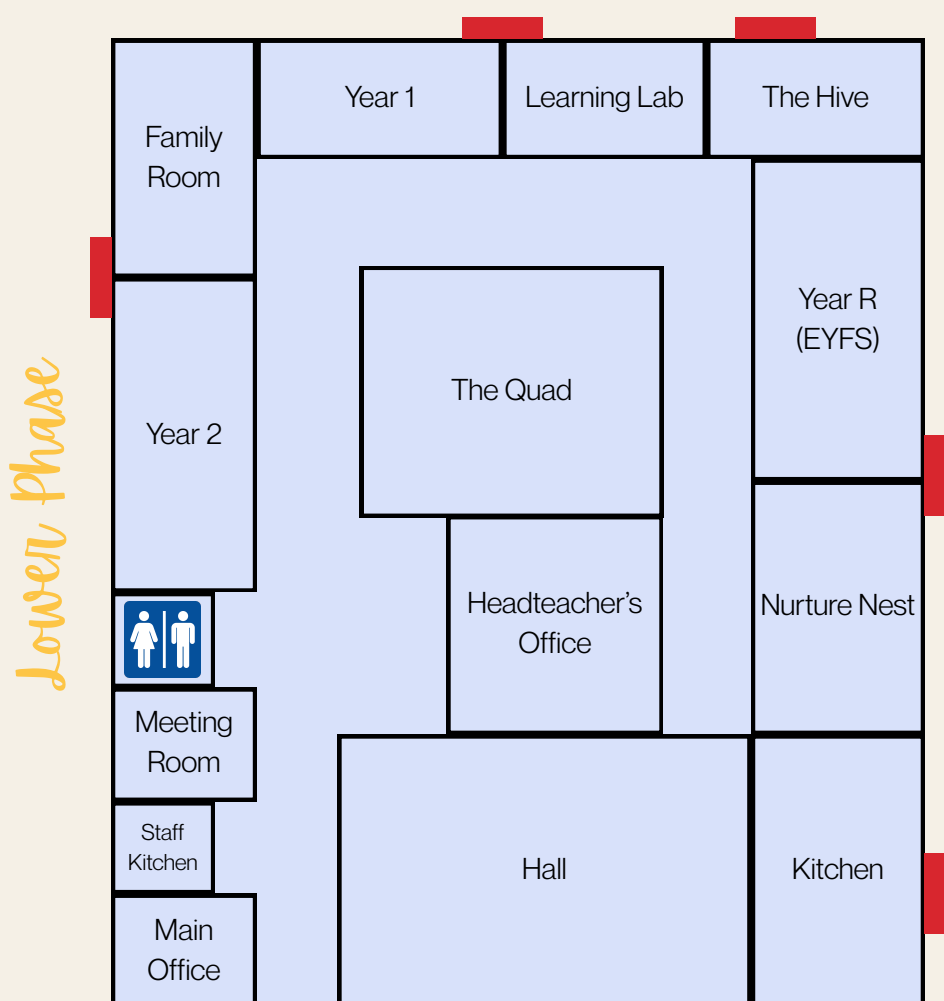 Year 1
Learning Lab
The Hive
Family
Room
Year R
(EYFS)
The Quad
Year 2
Lower Phase
Headteacher's
Office
Nurture Nest
Meeting
Room
Staff
Kitchen
Hall
Kitchen
Main
Office